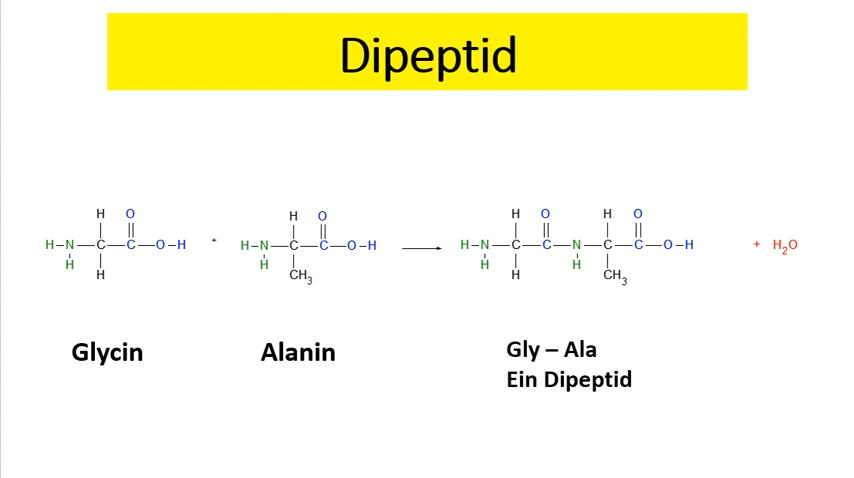 Dipeptid
H O H O H O H O
H–N–C–C–O–H + H–N–C–C–O–H → H–N–C–C–N–C–C–O–H + H₂O
H H H CH₃ H H H CH₃
Glycin Alanin Gly – Ala
Ein Dipeptid